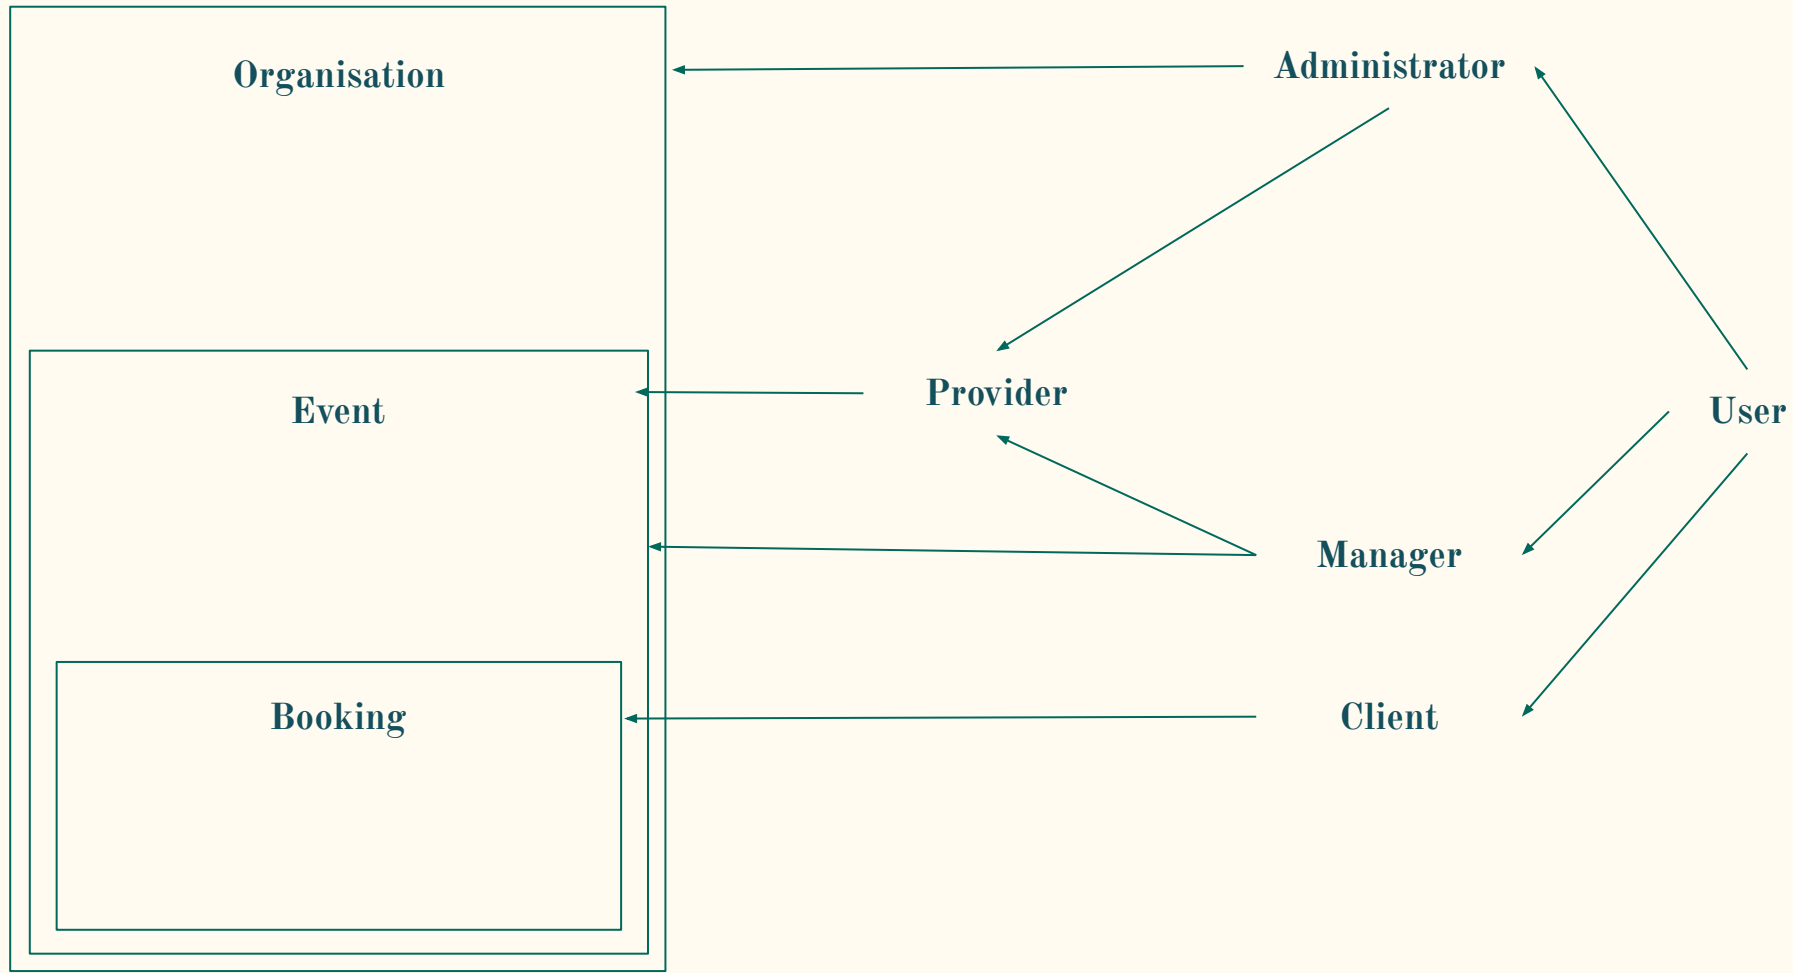 Organisation
Administrator
Event
Provider
User
Manager
Booking
Client